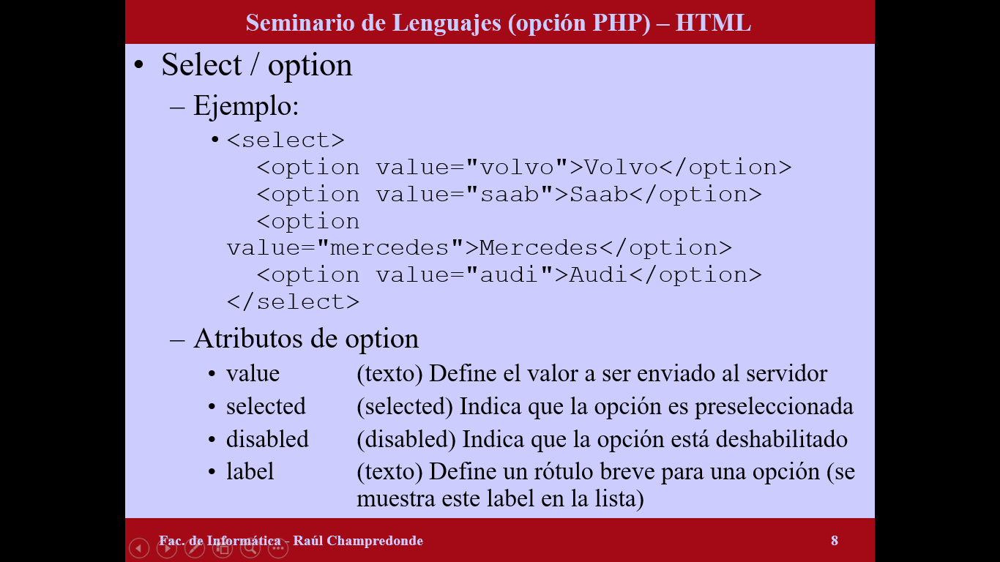 Seminario de Lenguajes (opción PHP) – HTML
• Select / option
– Ejemplo:
• <select>
<option value="volvo">Volvo</option>
<option value="saab">Saab</option>
<option
value="mercedes">Mercedes</option>
<option value="audi">Audi</option>
</select>
– Atributos de option
• value (texto) Define el valor a ser enviado al servidor
• selected (selected) Indica que la opción es preseleccionada
• disabled (disabled) Indica que la opción está deshabilitado
• label (texto) Define un rótulo breve para una opción (se
muestra este label en la lista)
Fac. de Informática - Raúl Champredonde 8